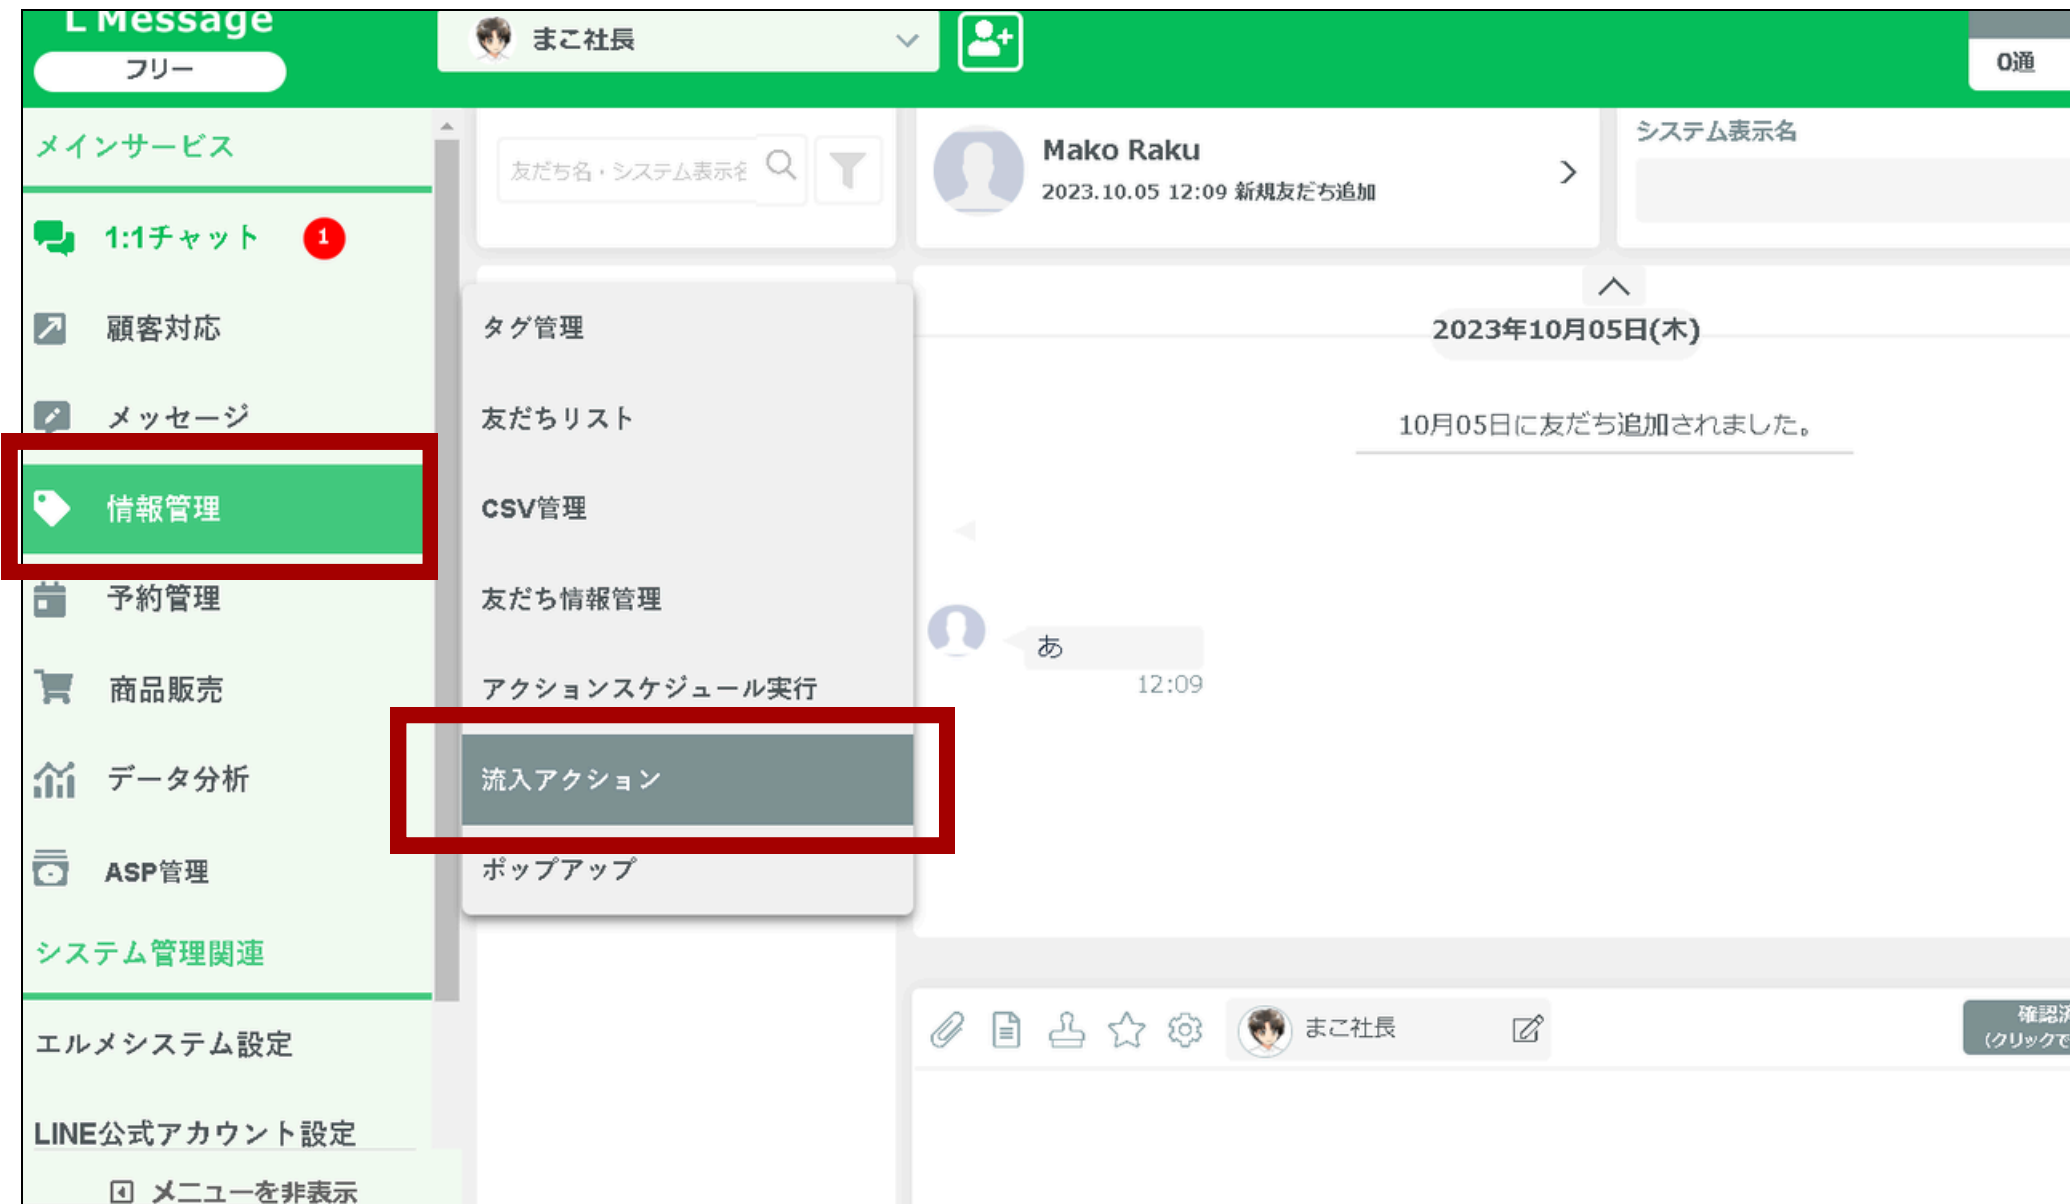 L Message
フリー
まこ社長
0通
メインサービス
1:1チャット
1
顧客対応
メッセージ
情報管理
予約管理
商品販売
データ分析
ASP管理
システム管理関連
エルメシステム設定
LINE公式アカウント設定
メニューを非表示
友だち名・システム表示名
タグ管理
友だちリスト
CSV管理
友だち情報管理
アクションスケジュール実行
流入アクション
ポップアップ
Mako Raku
2023.10.05 12:09 新規友だち追加
システム表示名
2023年10月05日(木)
10月05日に友だち追加されました。
あ
12:09
まこ社長
確認済
(クリックで